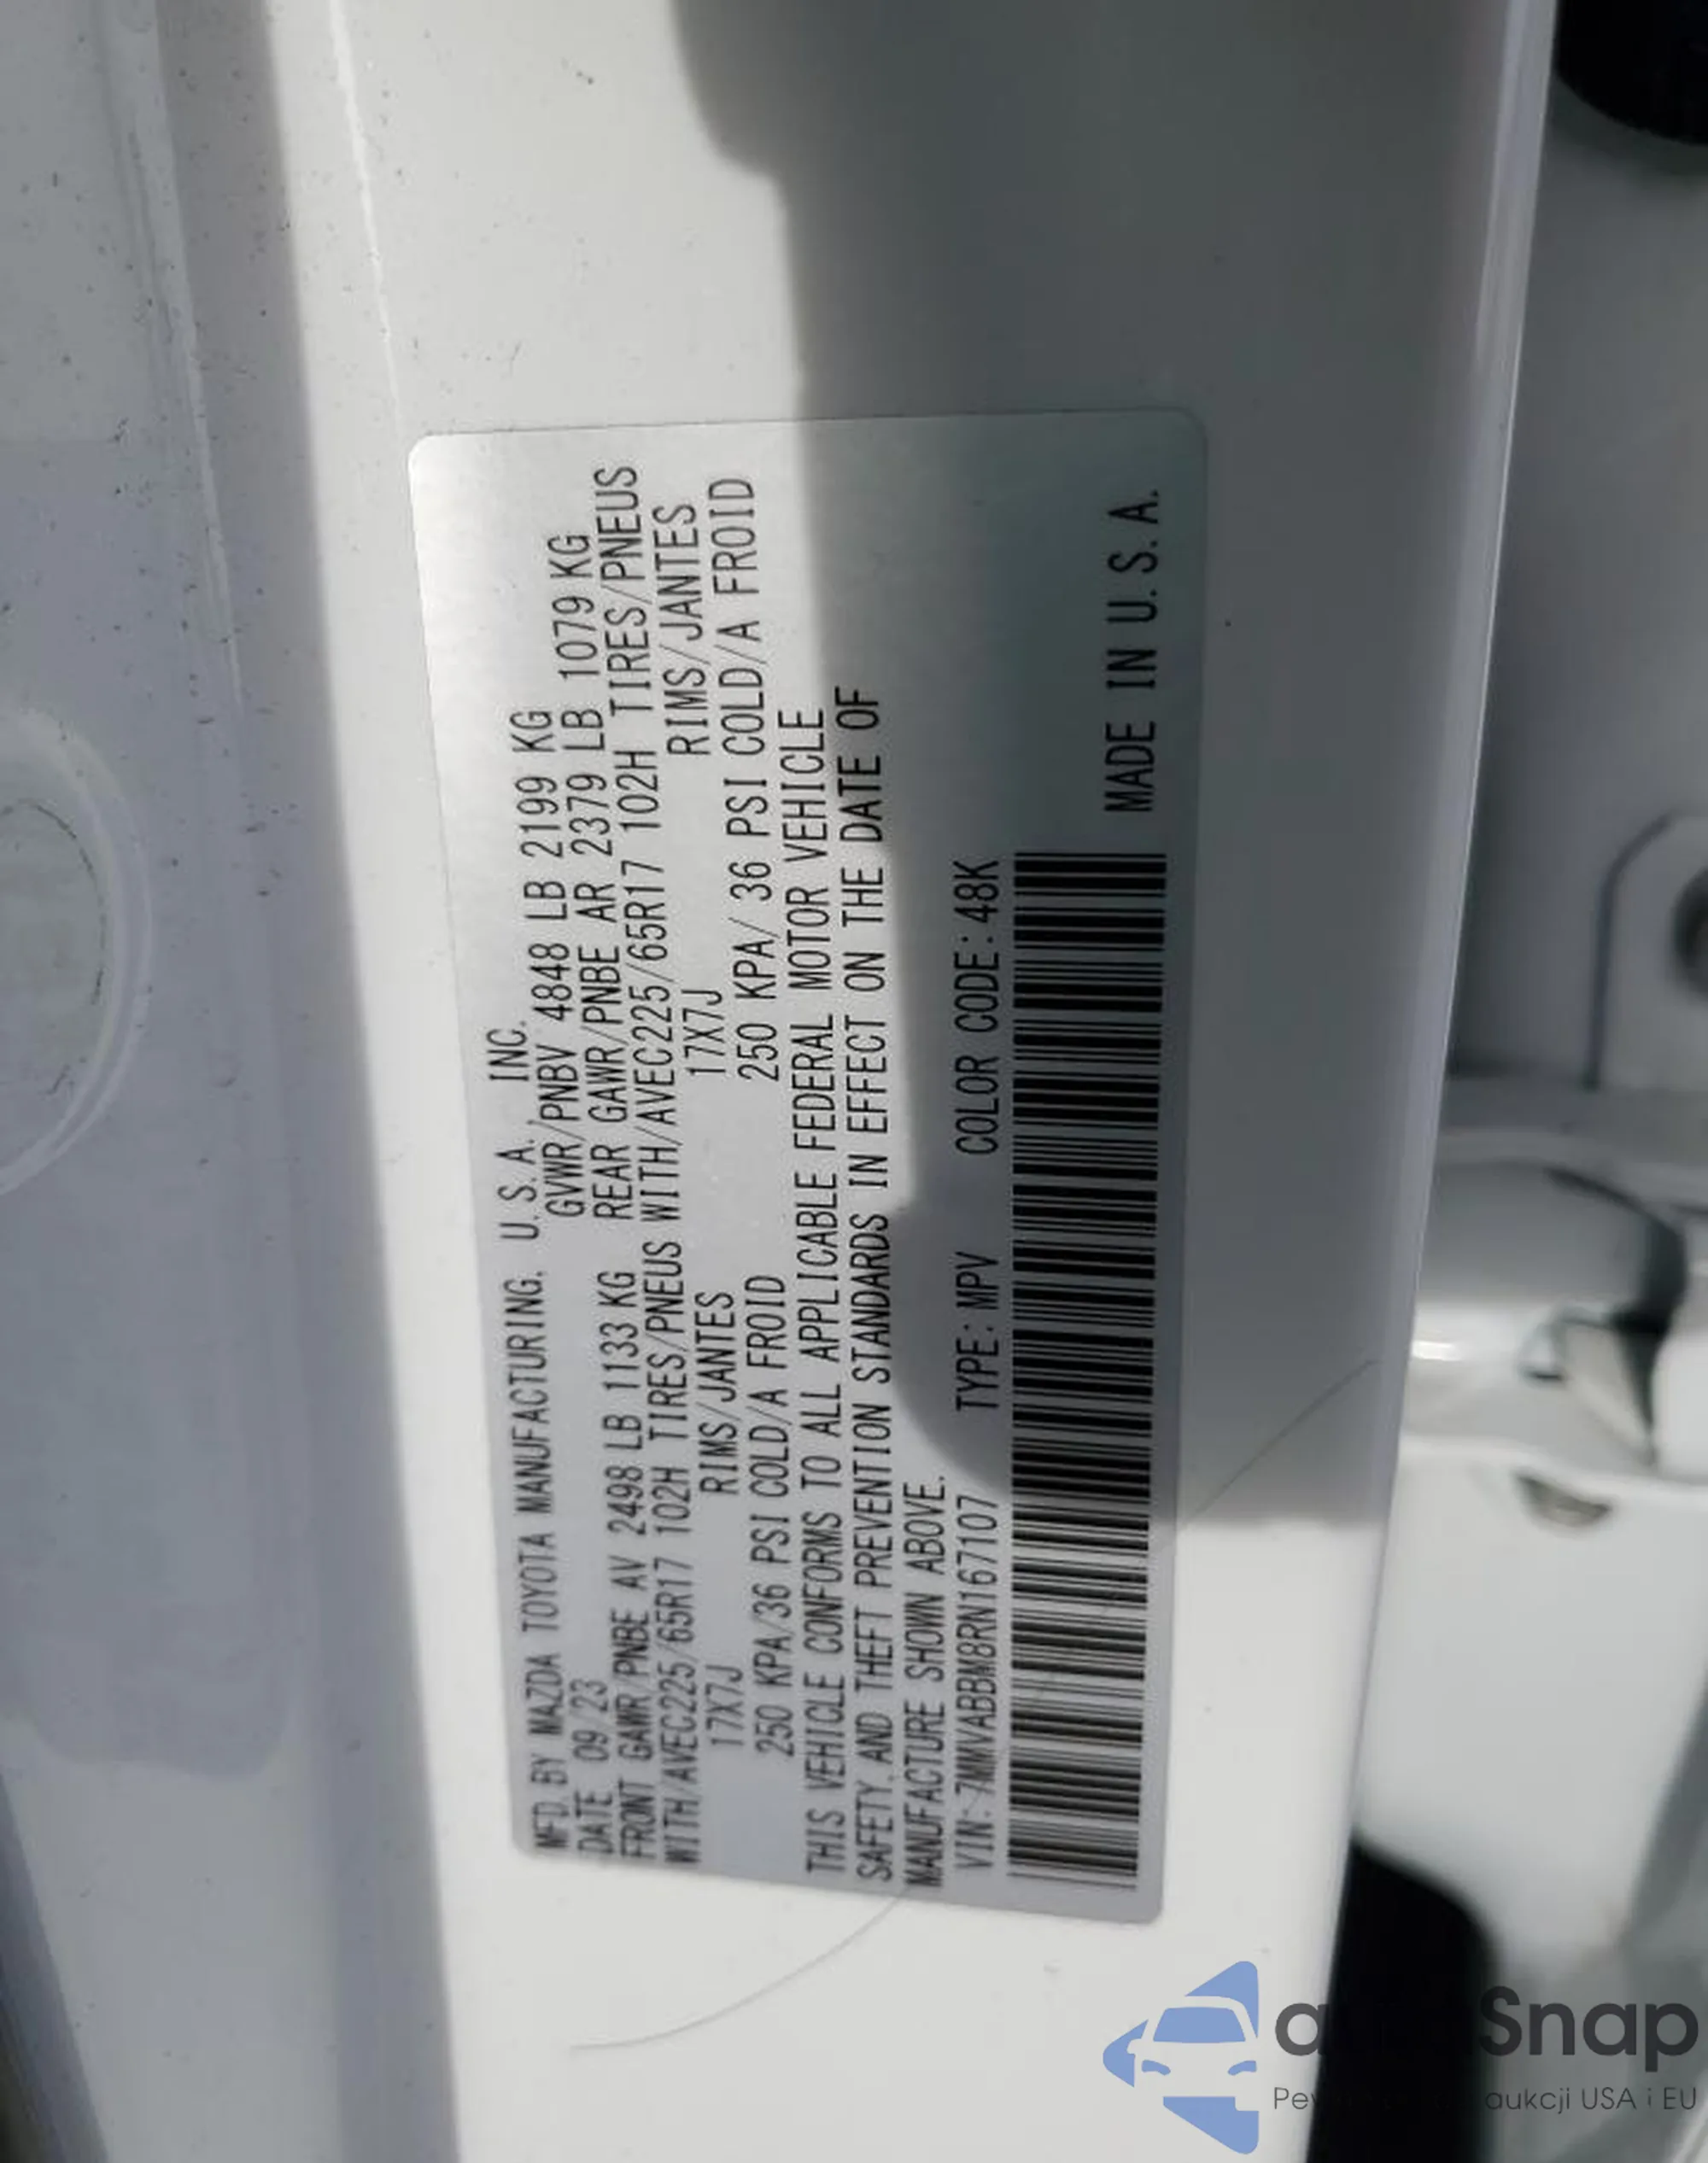 MFD. BY MAZDA TOYOTA MANUFACTURING, U.S.A., INC.
DATE 09/23 GVWR/PNBV 4848 LB 2199 KG
FRONT GAWR/PNBE AV 2498 LB 1133 KG REAR GAWR/PNBE AR 2379 LB 1079 KG
WITH/AVEC225/65R17 102H TIRES/PNEUS WITH/AVEC225/65R17 102H TIRES/PNEUS
17X7J RIMS/JANTES 17X7J RIMS/JANTES
250 KPA/36 PSI COLD/A FROID 250 KPA/ 36 PSI COLD/A FROID
THIS VEHICLE CONFORMS TO ALL APPLICABLE FEDERAL MOTOR VEHICLE
SAFETY, AND THEFT PREVENTION STANDARDS IN EFFECT ON THE DATE OF
MANUFACTURE SHOWN ABOVE.
VIN: 7MMVABBM8RN167107 TYPE: MPV COLOR CODE: 48K
MADE IN U.S.A.
Snap
aukcji USA i EU